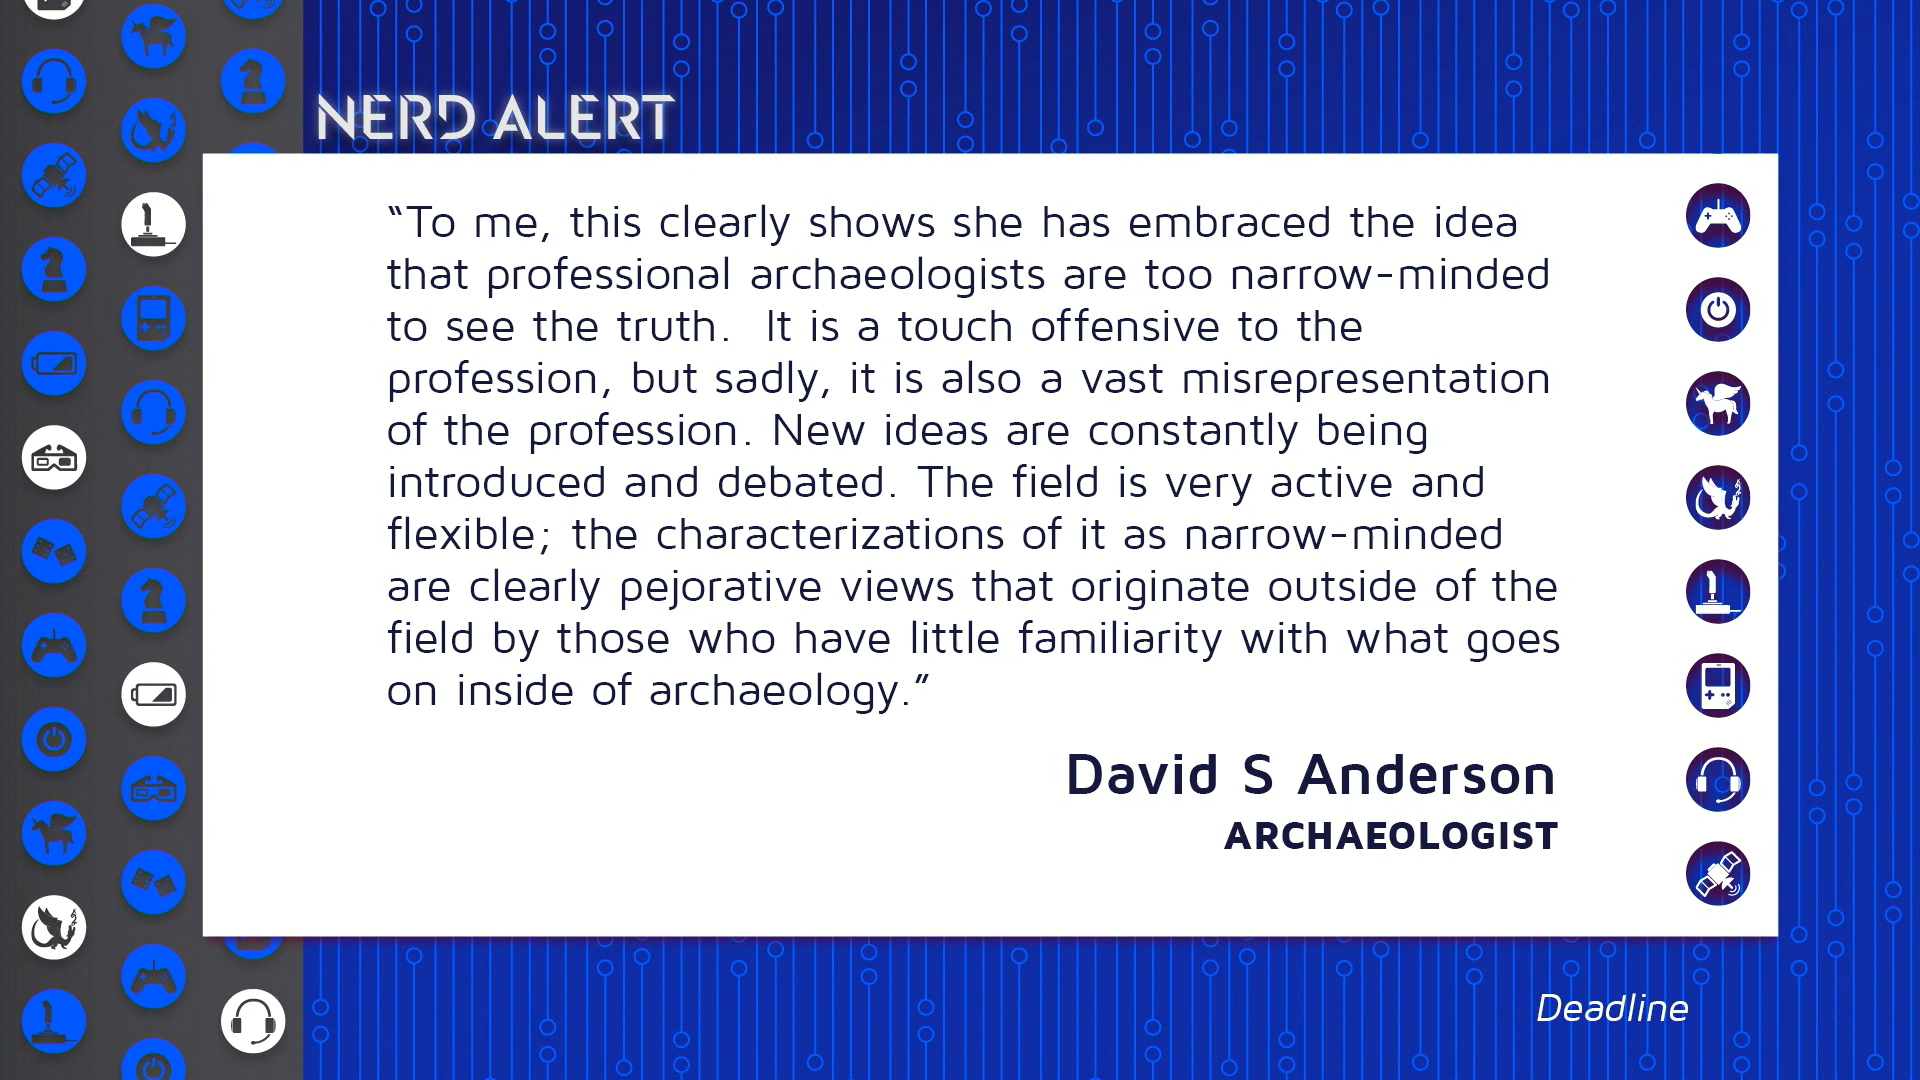 NERD ALERT
“To me, this clearly shows she has embraced the idea
that professional archaeologists are too narrow-minded
to see the truth.  It is a touch offensive to the
profession, but sadly, it is also a vast misrepresentation
of the profession. New ideas are constantly being
introduced and debated. The field is very active and
flexible; the characterizations of it as narrow-minded
are clearly pejorative views that originate outside of the
field by those who have little familiarity with what goes
on inside of archaeology.”
David S Anderson
ARCHAEOLOGIST
Deadline